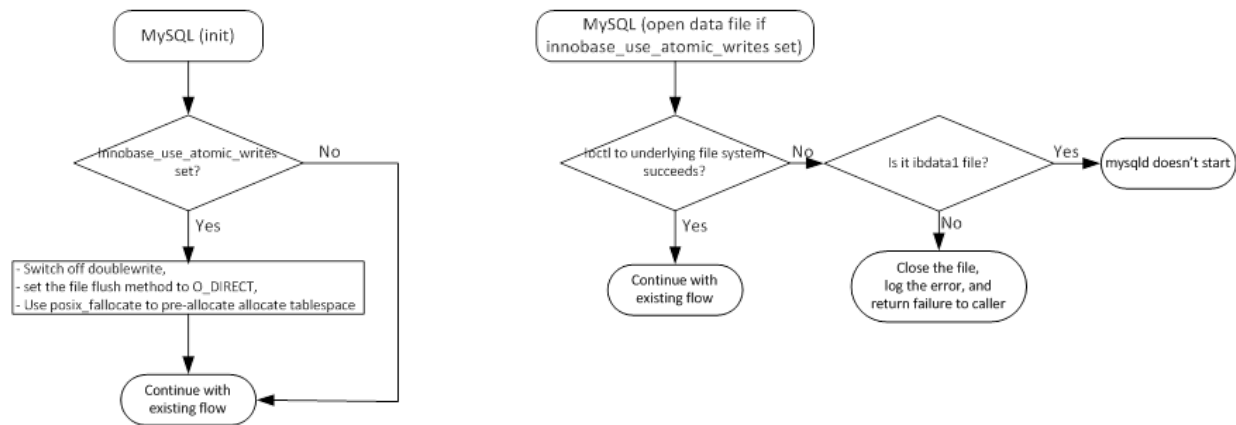 MySQL (init)
Innobase_use_atomic_writes
set?
No
Yes
- Switch off doublewrite,
- set the file flush method to O_DIRECT,
- Use posix_fallocate to pre-allocate allocate tablespace
Continue with
existing flow
MySQL (open data file if
innobase_use_atomic_writes set)
ioctl to underlying file system
succeeds?
No
Is it ibdata1 file?
Yes
mysqld doesn't start
Yes
Continue with
existing flow
No
Close the file,
log the error, and
return failure to caller